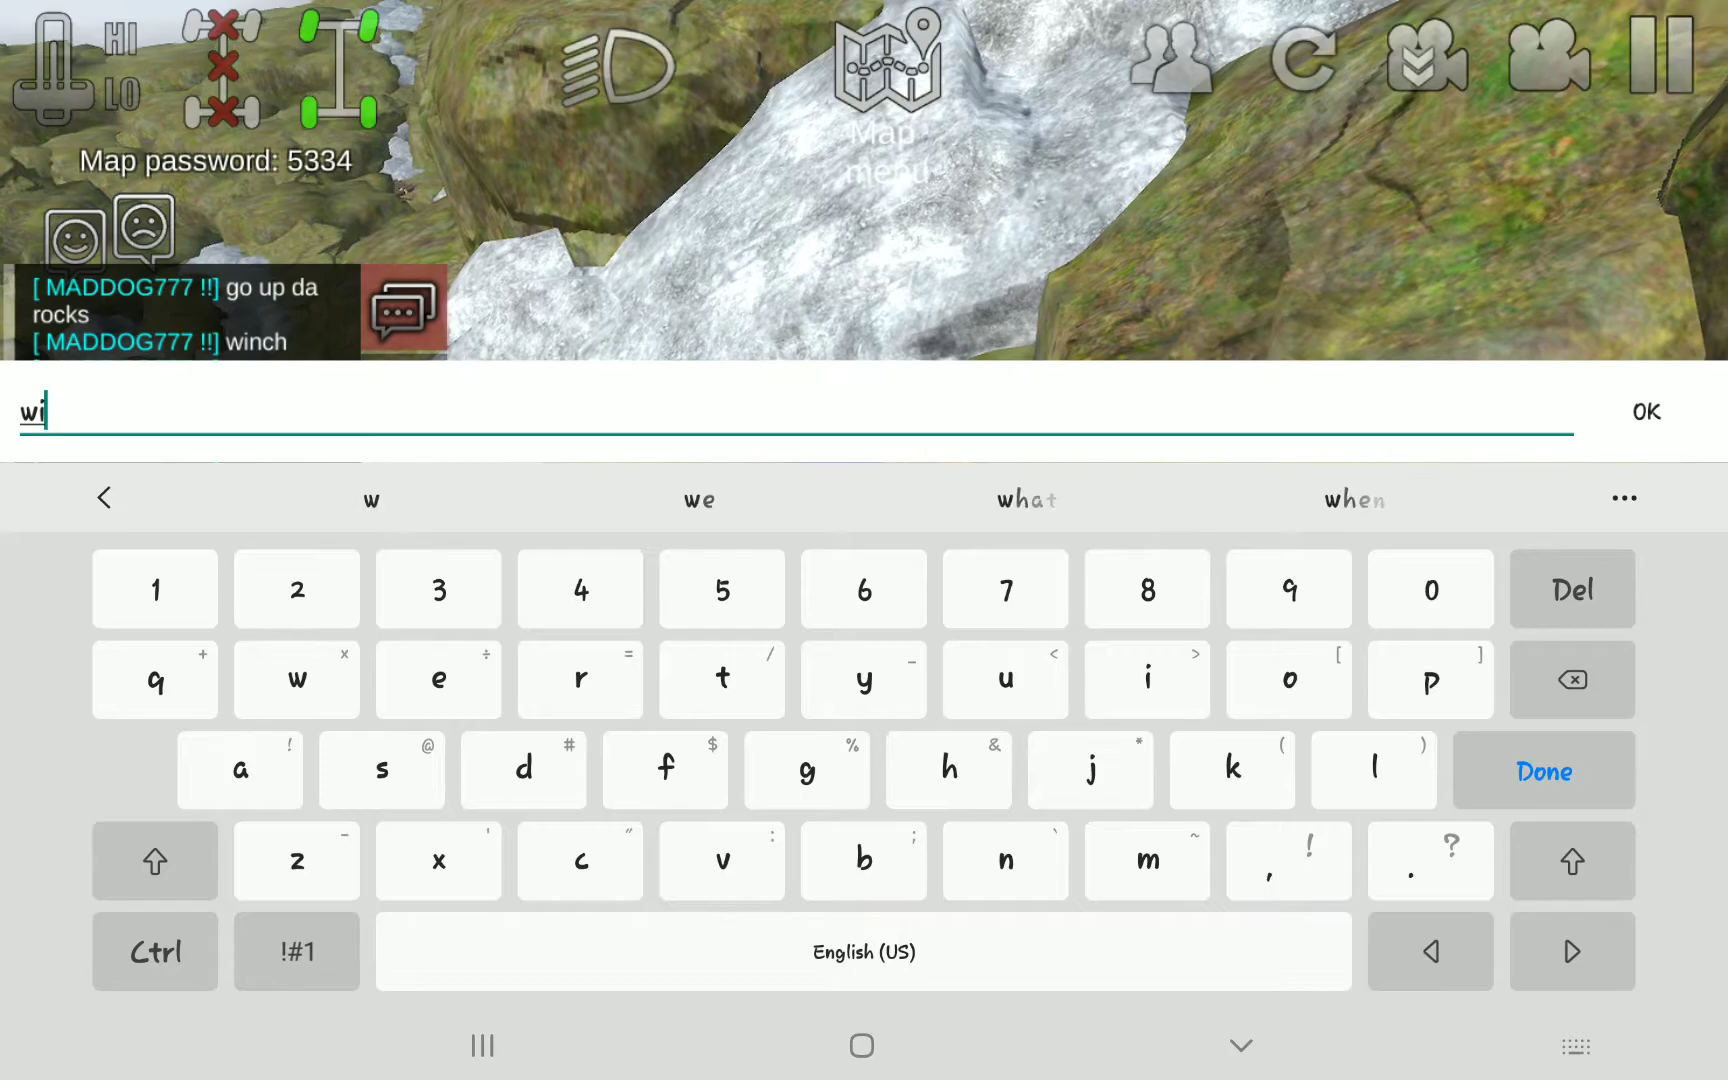 HI
LO
Map password: 5334
Map
menu
[ MADDOG777 !!] go up da
rocks
[ MADDOG777 !!] winch
wi
OK
w we what when •••
1 2 3 4 5 6 7 8 9 0 Del
+ x ÷ = / _ < > [ ]
q w e r t y u i o p
! @ # $ % & * ( )
a s d f g h j k l Done
- ' " : ; ` ~ ! ?
z x c v b n m , .
Ctrl !#1 English (US)